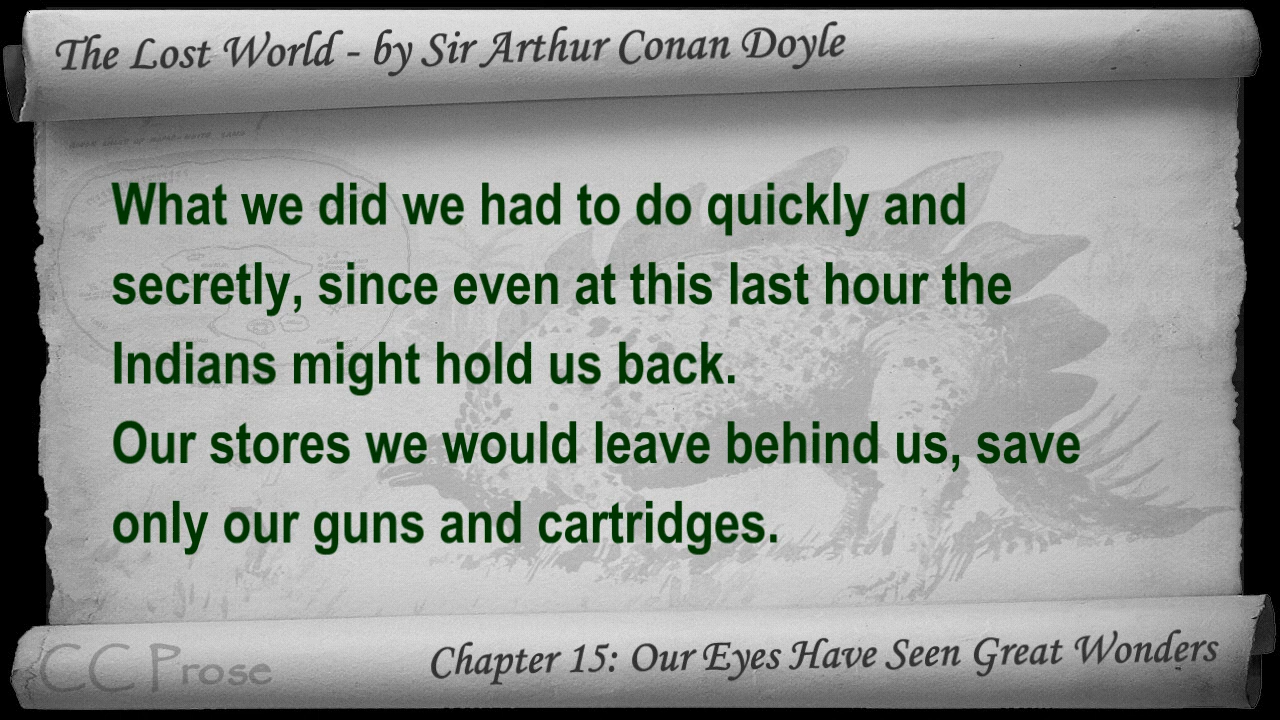 The Lost World - by Sir Arthur Conan Doyle
What we did we had to do quickly and
secretly, since even at this last hour the
Indians might hold us back.
Our stores we would leave behind us, save
only our guns and cartridges.
CC Prose
Chapter 15: Our Eyes Have Seen Great Wonders